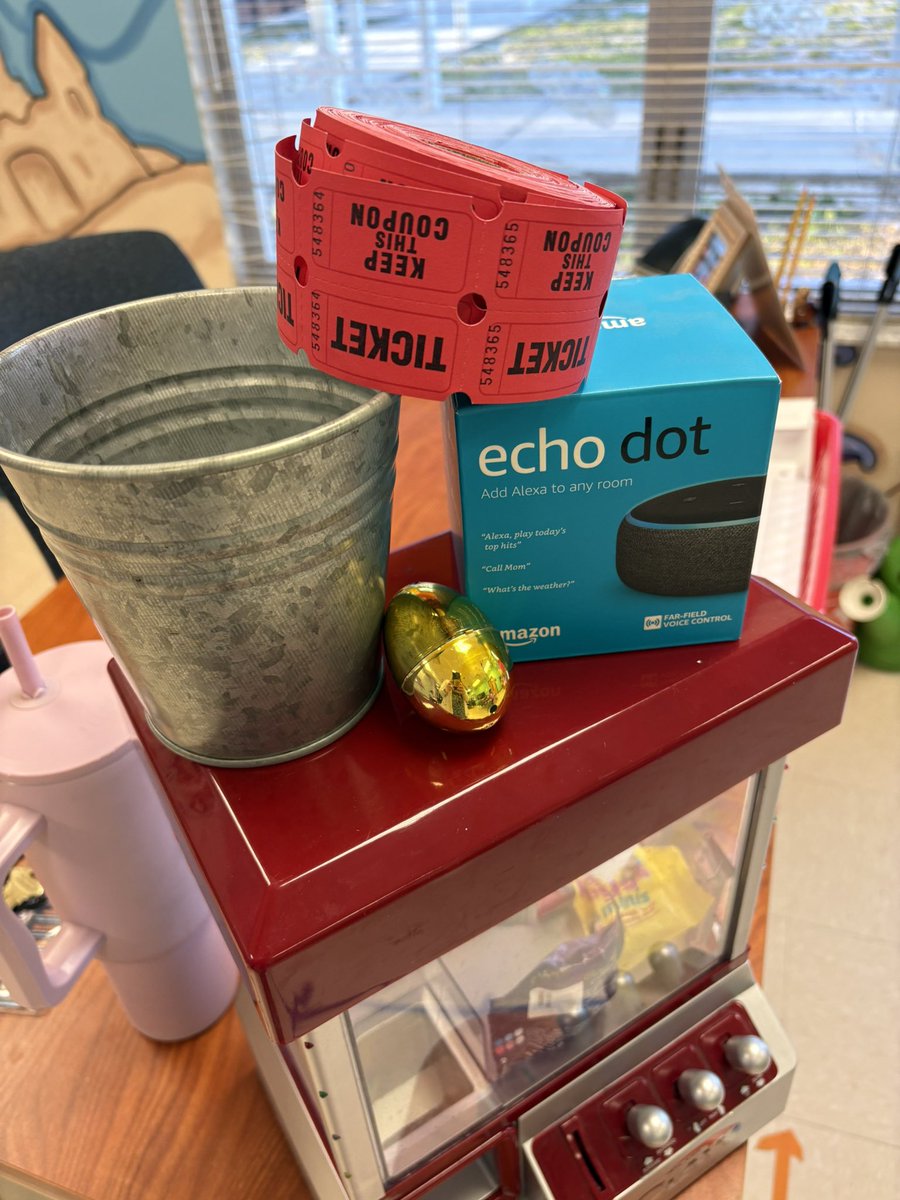 KEEP
THIS
COUPON
548364
KEEP
THIS
COUPON
548365
TICKET
548364
TICKET
548365
am
echo dot
Add Alexa to any room
“Alexa, play today’s
top hits”
“Call Mom”
“What’s the weather?”
amazon
FAR-FIELD
VOICE CONTROL